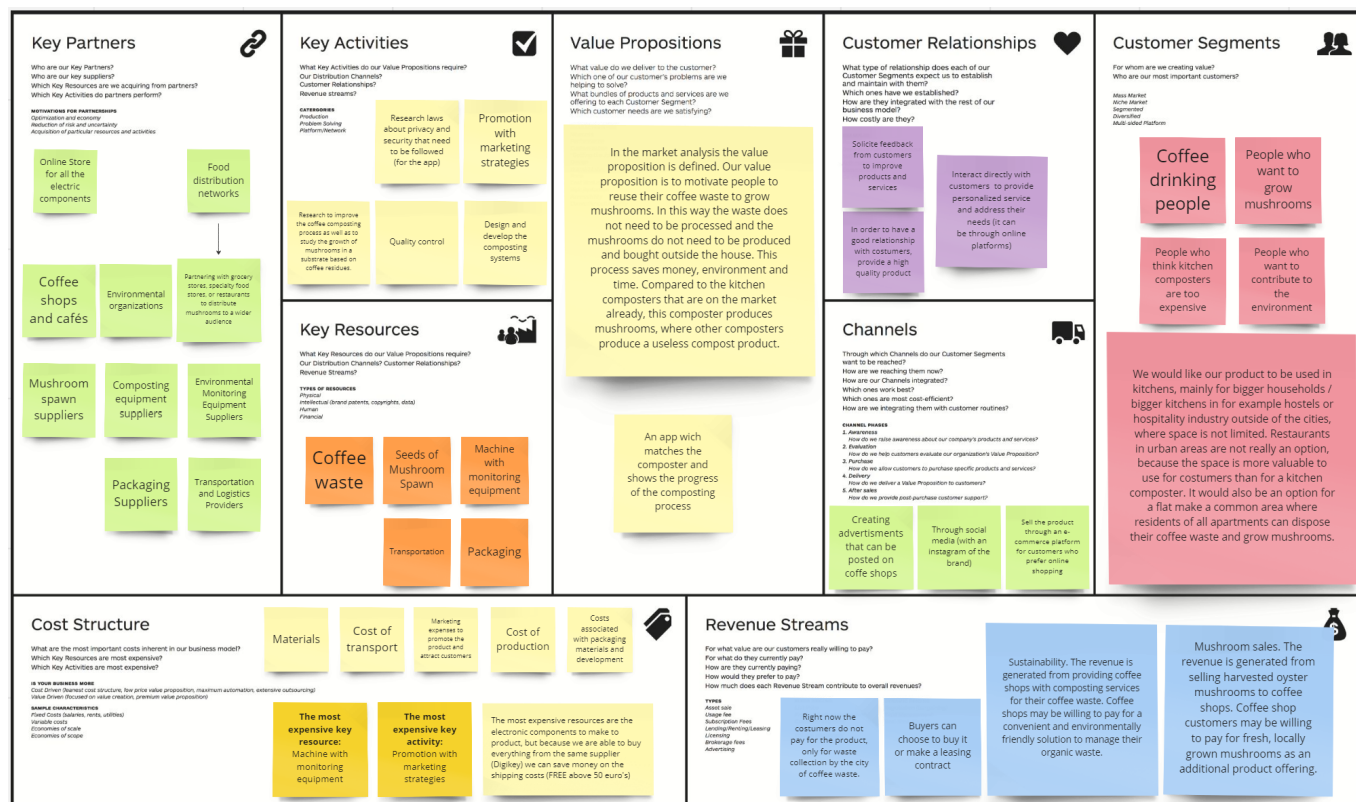 Key Partners
Who are our Key Partners?
Who are our key suppliers?
Which Key Resources are we acquiring from partners?
Which Key Activities do partners perform?
MOTIVATIONS FOR PARTNERSHIPS
Optimization and economy
Reduction of risk and uncertainty
Acquisition of particular resources and activities
Online Store
for all the
electric
components
Food
distribution
networks
Coffee
shops
and cafés
Environmental
organizations
Partnering with grocery
stores, specialty food
stores, or restaurants
to distribute
mushrooms to a wider
audience
Mushroom
spawn
suppliers
Composting
equipment
suppliers
Environmental
Monitoring
Equipment
Suppliers
Packaging
Suppliers
Transportation
and Logistics
Providers
Key Activities
What Key Activities do our Value Propositions require?
Our Distribution Channels?
Customer Relationships?
Revenue streams?
CATERGORIES
Production
Problem Solving
Platform/Network
Research laws
about privacy and
security that need
to be followed
(for the app)
Promotion
with
marketing
strategies
Research to improve
the coffee composting
process as well as to
study the growth of
mushrooms in a
substrate based on
coffee residues.
Quality control
Design and
develop the
composting
systems
Key Resources
What Key Resources do our Value Propositions require?
Our Distribution Channels? Customer Relationships?
Revenue Streams?
TYPES OF RESOURCES
Physical
Intellectual (brand patents, copyrights, data)
Human
Financial
Coffee
waste
Seeds of
Mushroom
Spawn
Machine
with
monitoring
equipment
Transportation
Packaging
Value Propositions
What value do we deliver to the customer?
Which one of our customer's problems are we
helping to solve?
What bundles of products and services are we
offering to each Customer Segment?
Which customer needs are we satisfying?
In the market analysis the value
proposition is defined. Our value
proposition is to motivate people to
reuse their coffee waste to grow
mushrooms. In this way the waste does
not need to be processed and the
mushrooms do not need to be produced
and bought outside the house. This
process saves money, environment and
time. Compared to the kitchen
composters that are on the market
already, this composter produces
mushrooms, where other composters
produce a useless compost product.
An app wich
matches the
composter and
shows the progress
of the composting
process
Customer Relationships
What type of relationship does each of our
Customer Segments expect us to establish
and maintain with them?
Which ones have we established?
How are they integrated with the rest of our
business model?
How costly are they?
Solicite feedback
from customers
to improve
products and
services
Interact directly with
customers to provide
personalized service
and address their
needs (it can
be through online
platforms)
In order to have a
good relationship
with costumers,
provide a high
quality product
Channels
Through which Channels do our Customer Segments
want to be reached?
How are we reaching them now?
How are our Channels integrated?
Which ones work best?
Which ones are most cost-efficient?
How are we integrating them with customer routines?
CHANNEL PHASES
1. Awareness
How do we raise awareness about our company's products and services?
2. Evaluation
How do we help customers evaluate our organization's Value Proposition?
3. Purchase
How do we allow customers to purchase specific products and services?
4. Delivery
How do we deliver a Value Proposition to customers?
5. After sales
How do we provide post-purchase customer support?
Creating
advertisments
that can be
posted on
coffe shops
Through social
media (with an
instagram of the
brand)
Sell the product
through an e-
commerce platform
for customers who
prefer online
shopping
Customer Segments
For whom are we creating value?
Who are our most important customers?
Mass Market
Niche Market
Segmented
Diversified
Multi-sided Platform
Coffee
drinking
people
People who
want to
grow
mushrooms
People who
think kitchen
composters
are too
expensive
People who
want to
contribute to
the
environment
We would like our product to be used in
kitchens, mainly for bigger households /
bigger kitchens in for example hostels or
hospitality industry outside of the cities,
where space is not limited. Restaurants
in urban areas are not really an option,
because the space is more valuable to
use for costumers than for a kitchen
composter. It would also be an option for
a flat make a common area where
residents of all apartments can dispose
their coffee waste and grow mushrooms.
Cost Structure
What are the most important costs inherent in our business model?
Which Key Resources are most expensive?
Which Key Activities are most expensive?
IS YOUR BUSINESS MORE
Cost Driven (leanest cost structure, low price value proposition, maximum automation, extensive outsourcing)
Value Driven (focused on value creation, premium value proposition)
SAMPLE CHARACTERISTICS
Fixed Costs (salaries, rents, utilities)
Variable costs
Economies of scale
Economies of scope
Materials
Cost of
transport
Marketing
expenses to
promote the
product and
attract customers
Cost of
production
Costs
associated
with packaging
materials and
development
The most
expensive key
resource:
Machine with
monitoring
equipment
The most
expensive key
activity:
Promotion with
marketing
strategies
The most expensive resources are the
electronic components to make to
product, but because we are able to buy
everything from the same supplier
(Digikey) we can save money on the
shipping costs (FREE above 50 euro's)
Revenue Streams
For what value are our customers really willing to pay?
For what do they currently pay?
How are they currently paying?
How would they prefer to pay?
How much does each Revenue Stream contribute to overall revenues?
TYPES
Asset sale
Usage fee
Subscription Fees
Lending/Renting/Leasing
Licensing
Brokerage fees
Advertising
Right now the
costumers do
not pay for the
product,
only for waste
collection by the city
of coffee waste.
Buyers can
choose to buy it
or make a leasing
contract
Sustainability. The revenue is
generated from providing coffee
shops with composting services
for their coffee waste. Coffee
shops may be willing to pay for a
convenient and environmentally
friendly solution to manage their
organic waste.
Mushroom sales. The
revenue is generated from
selling harvested oyster
mushrooms to coffee
shops. Coffee shop
customers may be willing
to pay for fresh, locally
grown mushrooms as an
additional product offering.